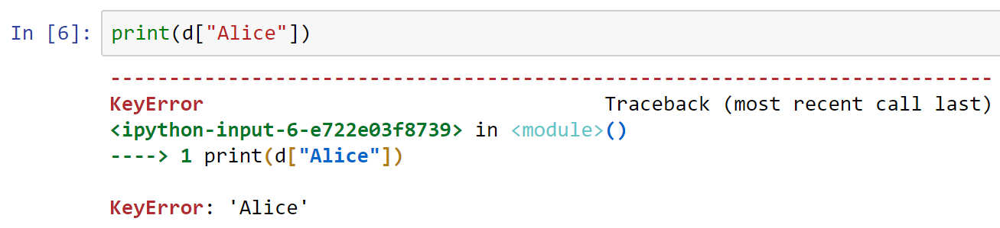 In [6]: print(d["Alice"])
---------------------------------------------------------------------------
KeyError                                  Traceback (most recent call last)
<ipython-input-6-e722e03f8739> in <module>()
----> 1 print(d["Alice"])
KeyError: 'Alice'